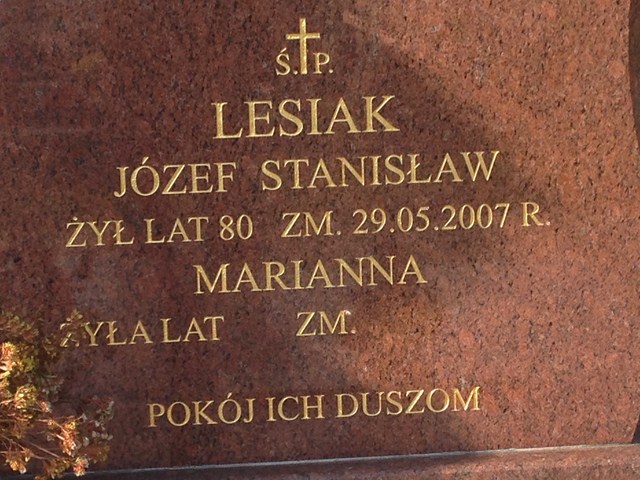 Ś.P.
LESIAK
JÓZEF STANISŁAW
ŻYŁ LAT 80 ZM. 29.05.2007 R.
MARIANNA
ŻYŁA LAT ZM.
POKÓJ ICH DUSZOM